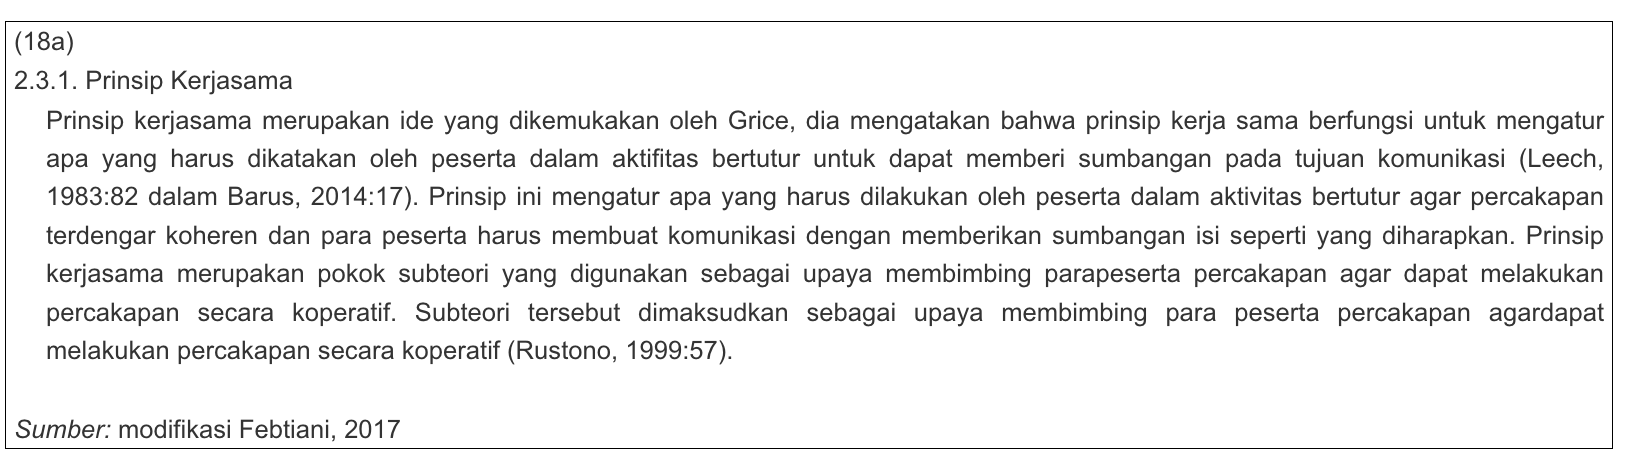 (18a)
2.3.1. Prinsip Kerjasama
Prinsip kerjasama merupakan ide yang dikemukakan oleh Grice, dia mengatakan bahwa prinsip kerja sama berfungsi untuk mengatur
apa yang harus dikatakan oleh peserta dalam aktifitas bertutur untuk dapat memberi sumbangan pada tujuan komunikasi (Leech,
1983:82 dalam Barus, 2014:17). Prinsip ini mengatur apa yang harus dilakukan oleh peserta dalam aktivitas bertutur agar percakapan
terdengar koheren dan para peserta harus membuat komunikasi dengan memberikan sumbangan isi seperti yang diharapkan. Prinsip
kerjasama merupakan pokok subteori yang digunakan sebagai upaya membimbing parapeserta percakapan agar dapat melakukan
percakapan secara koperatif. Subteori tersebut dimaksudkan sebagai upaya membimbing para peserta percakapan agardapat
melakukan percakapan secara koperatif (Rustono, 1999:57).
Sumber: modifikasi Febtiani, 2017